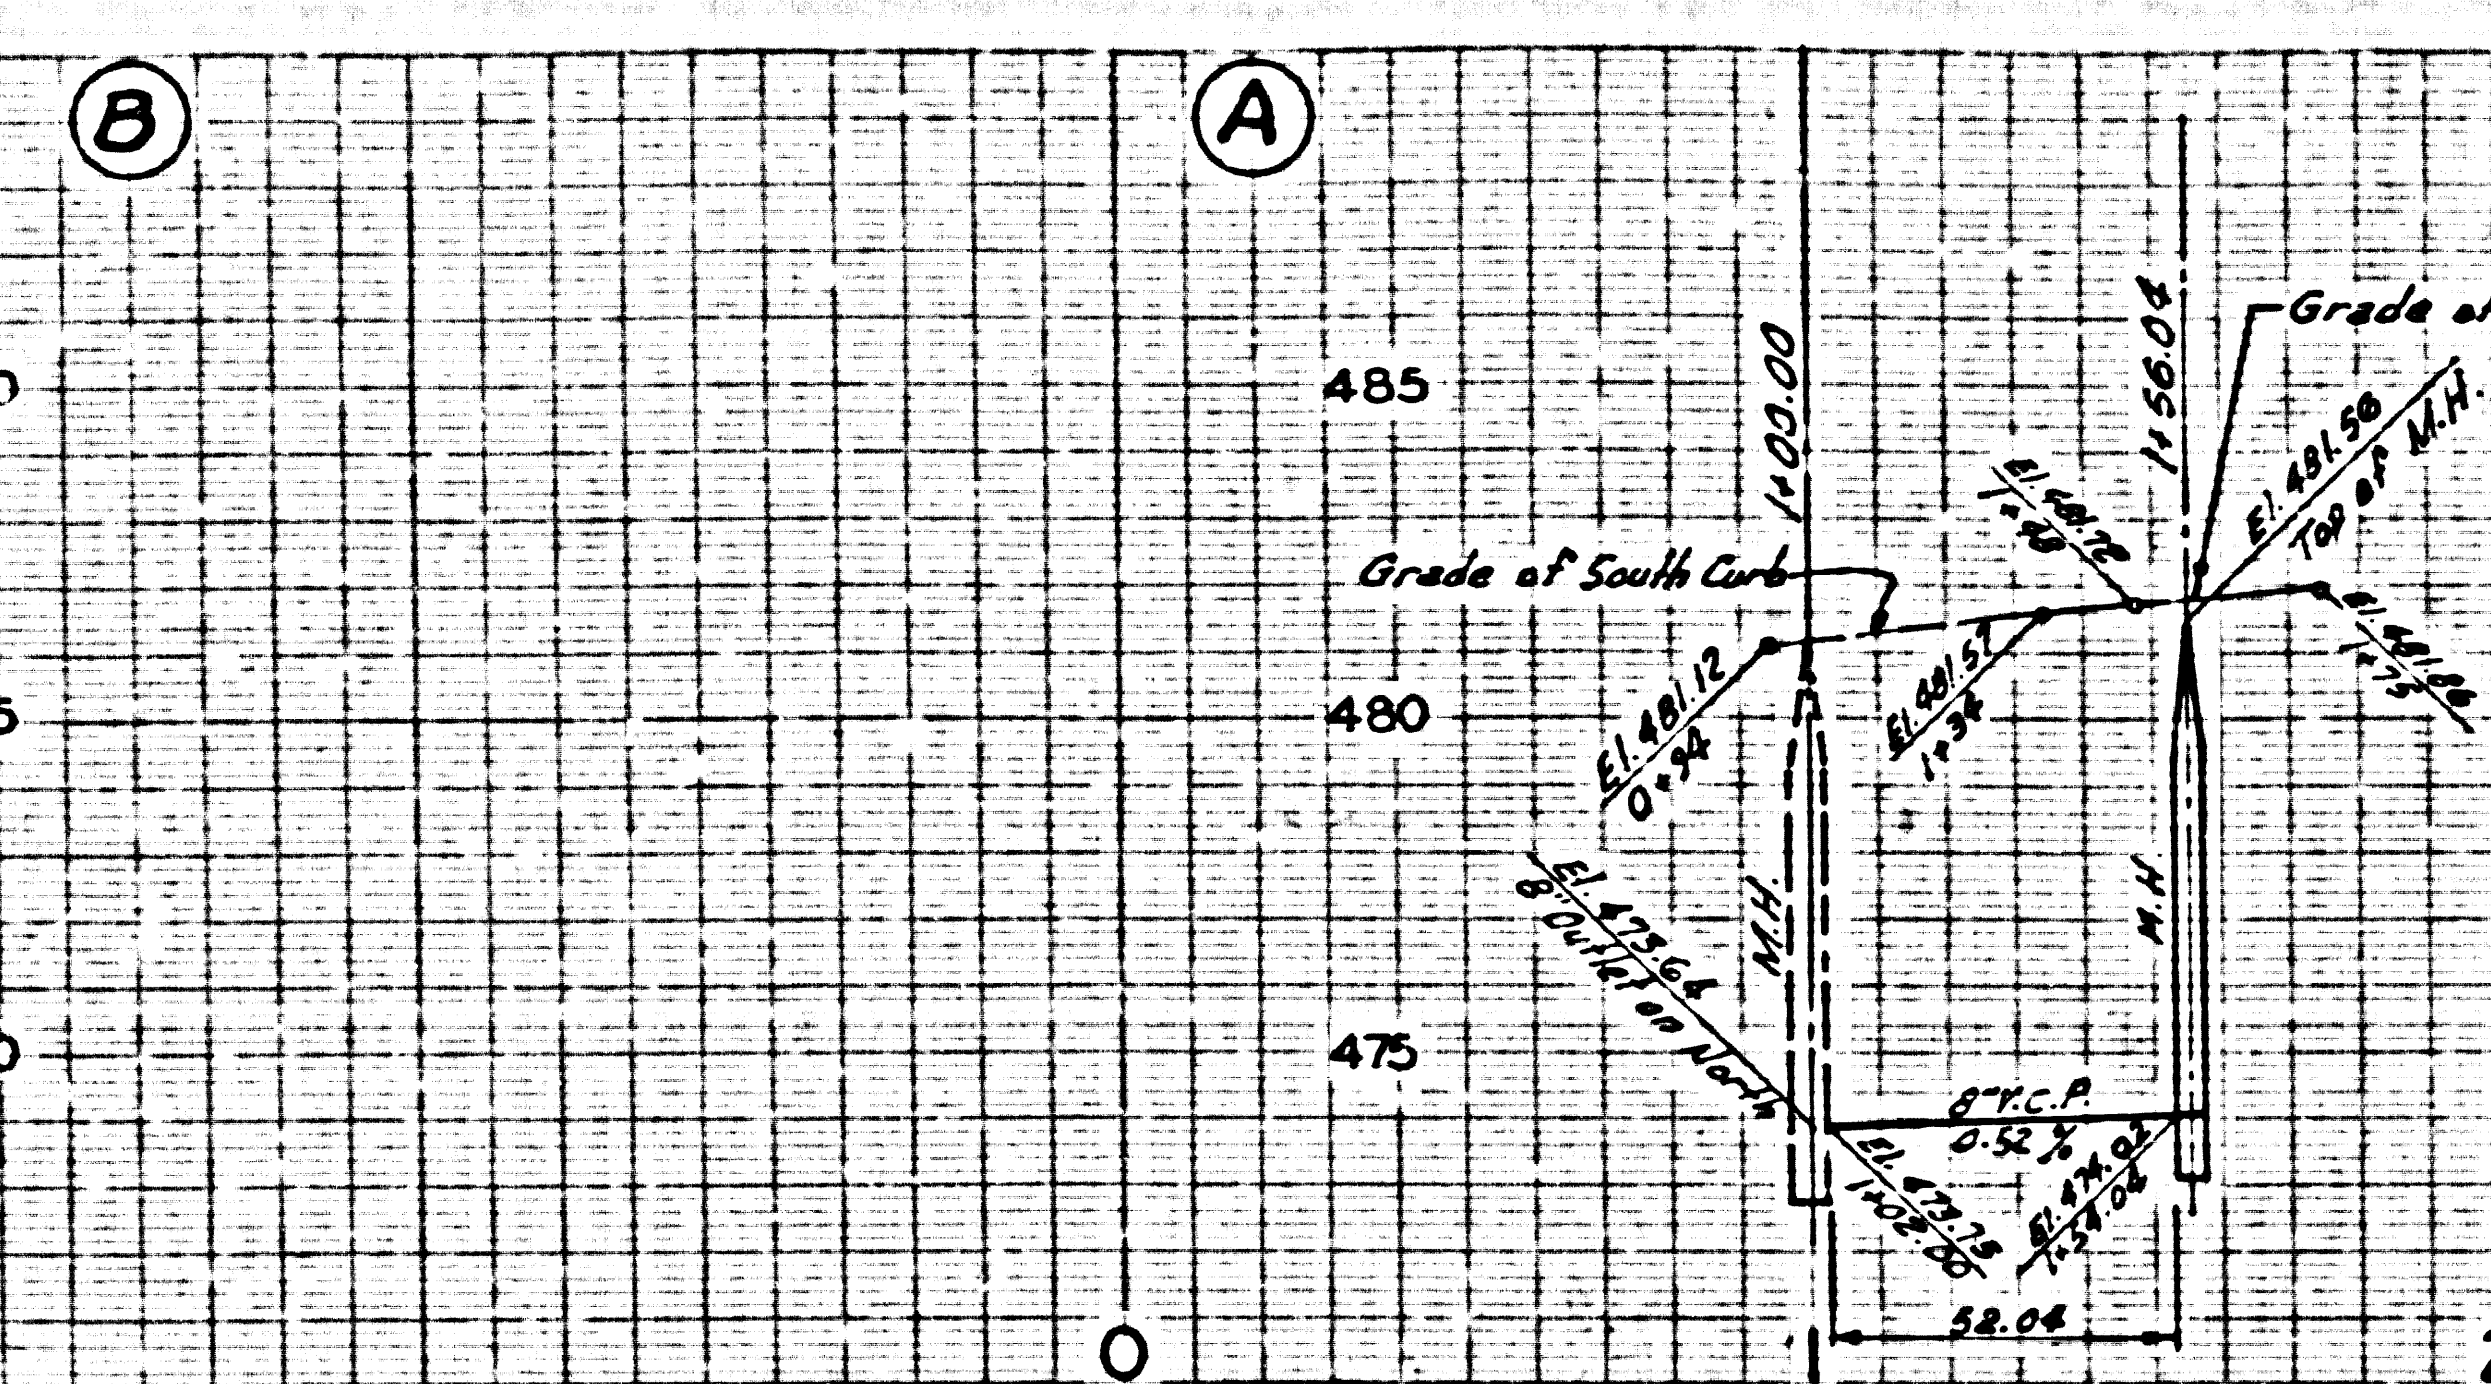 B
A
1+00.00
1+56.04
Grade of
485
El. 481.56
Top of M.H.
El. 481.72
1+48
Grade of South Curb
El. 481.57
1+34
El. 481.86
1+75
480
El. 481.12
0+94
M.H.
M.H.
El. 473.64
8" Outlet on North
475
8" V.C.P.
0.52 %
El. 473.75
1+02.00
El. 474.02
1+54.04
52.04
0